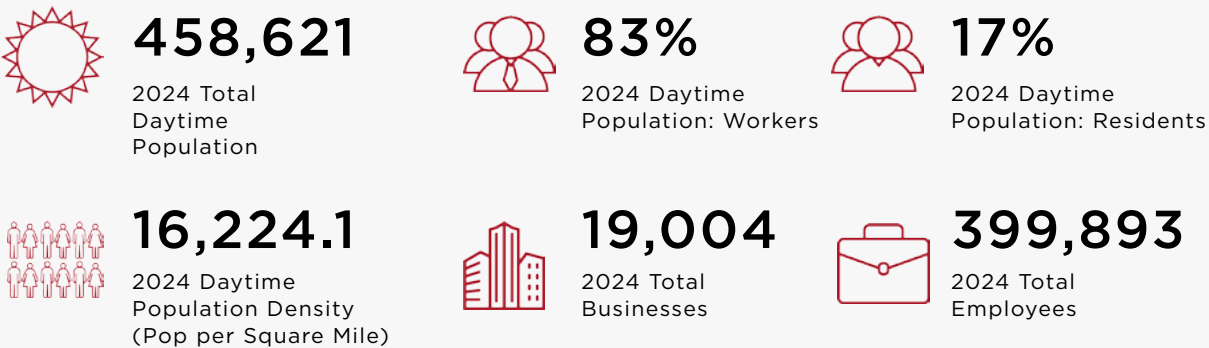 458,621
2024 Total
Daytime
Population
83%
2024 Daytime
Population: Workers
17%
2024 Daytime
Population: Residents
16,224.1
2024 Daytime
Population Density
(Pop per Square Mile)
19,004
2024 Total
Businesses
399,893
2024 Total
Employees